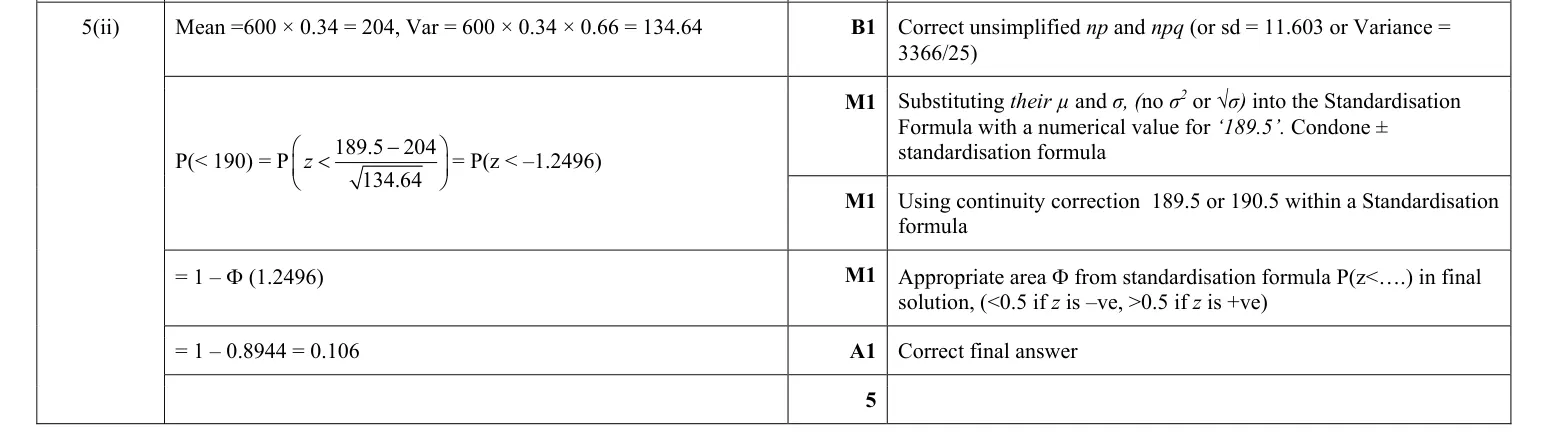 5(ii)
Mean =600 × 0.34 = 204, Var = 600 × 0.34 × 0.66 = 134.64
B1
Correct unsimplified np and npq (or sd = 11.603 or Variance =
3366/25)
P(< 190) = P(z < (189.5 − 204)/√134.64) = P(z < –1.2496)
M1
Substituting their µ and σ, (no σ² or √σ) into the Standardisation
Formula with a numerical value for ‘189.5’. Condone ±
standardisation formula
M1
Using continuity correction 189.5 or 190.5 within a Standardisation
formula
= 1 – Φ (1.2496)
M1
Appropriate area Φ from standardisation formula P(z<….) in final
solution, (<0.5 if z is –ve, >0.5 if z is +ve)
= 1 – 0.8944 = 0.106
A1
Correct final answer
5